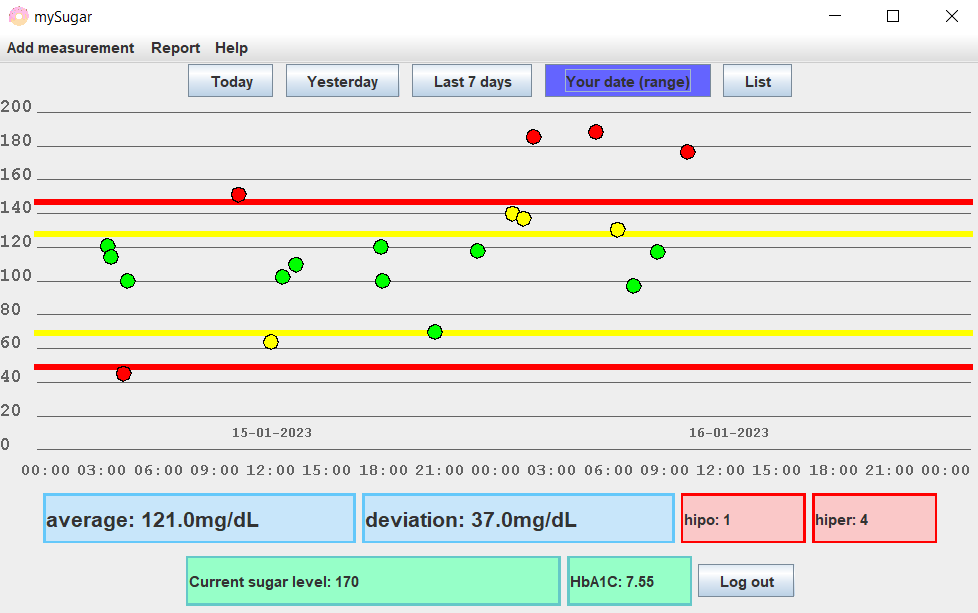 mySugar
Add measurement Report Help
Today Yesterday Last 7 days Your date (range) List
200
180
160
140
120
100
80
60
40
20
0
15-01-2023 16-01-2023
00:00 03:00 06:00 09:00 12:00 15:00 18:00 21:00 00:00 03:00 06:00 09:00 12:00 15:00 18:00 21:00 00:00
average: 121.0mg/dL deviation: 37.0mg/dL hipo: 1 hiper: 4
Current sugar level: 170 HbA1C: 7.55 Log out